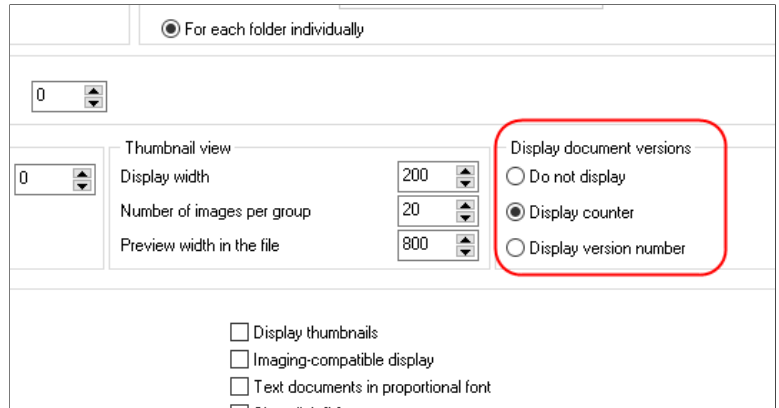 For each folder individually
0
Thumbnail view
Display document versions
0
Display width
200
Do not display
Number of images per group
20
Display counter
Preview width in the file
800
Display version number
Display thumbnails
Imaging-compatible display
Text documents in proportional font